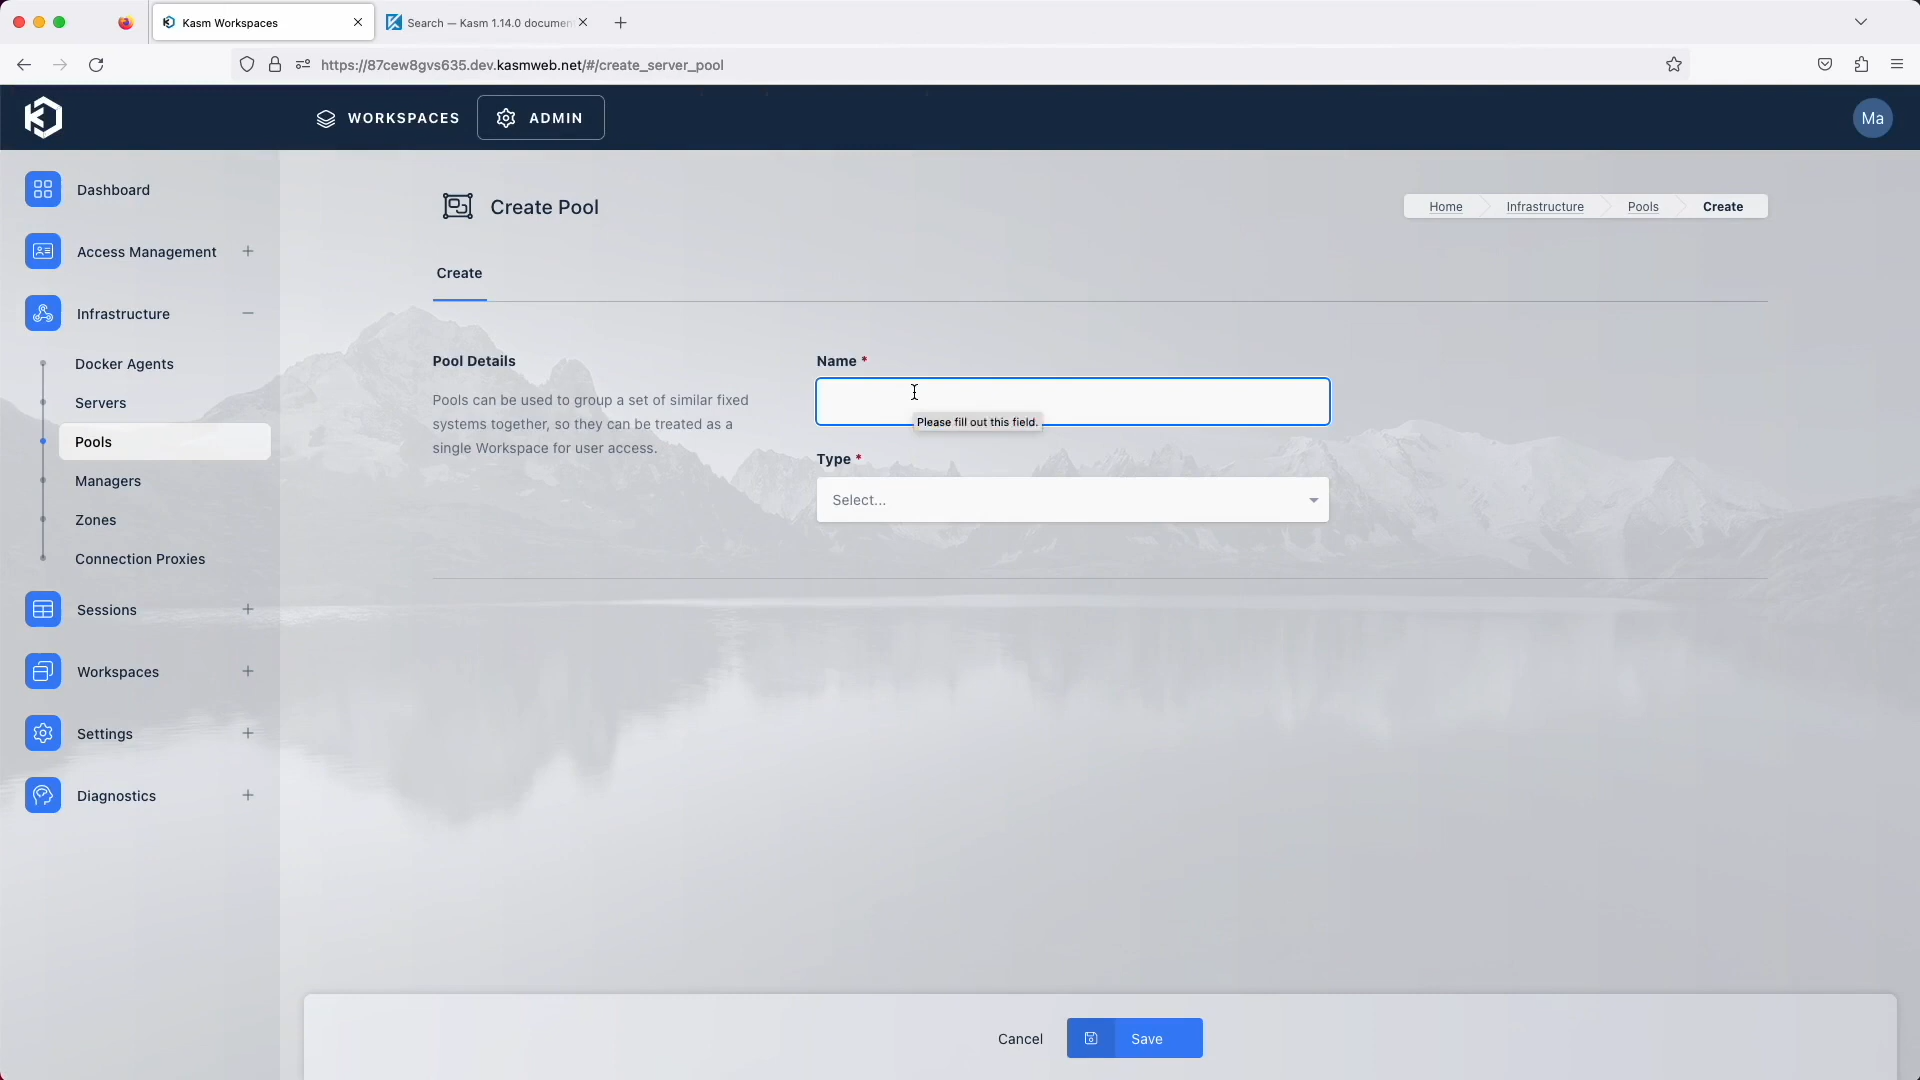 Kasm Workspaces
Search — Kasm 1.14.0 documen
https://87cew8gvs635.dev.kasmweb.net/#/create_server_pool
WORKSPACES
ADMIN
Ma
Dashboard
Access Management
Infrastructure
Docker Agents
Servers
Pools
Managers
Zones
Connection Proxies
Sessions
Workspaces
Settings
Diagnostics
Create Pool
Home
Infrastructure
Pools
Create
Create
Pool Details
Pools can be used to group a set of similar fixed
systems together, so they can be treated as a
single Workspace for user access.
Name *
Please fill out this field.
Type *
Select...
Cancel
Save